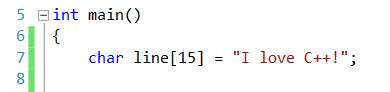 5 int main()
6 {
7 char line[15] = "I love C++!";
8